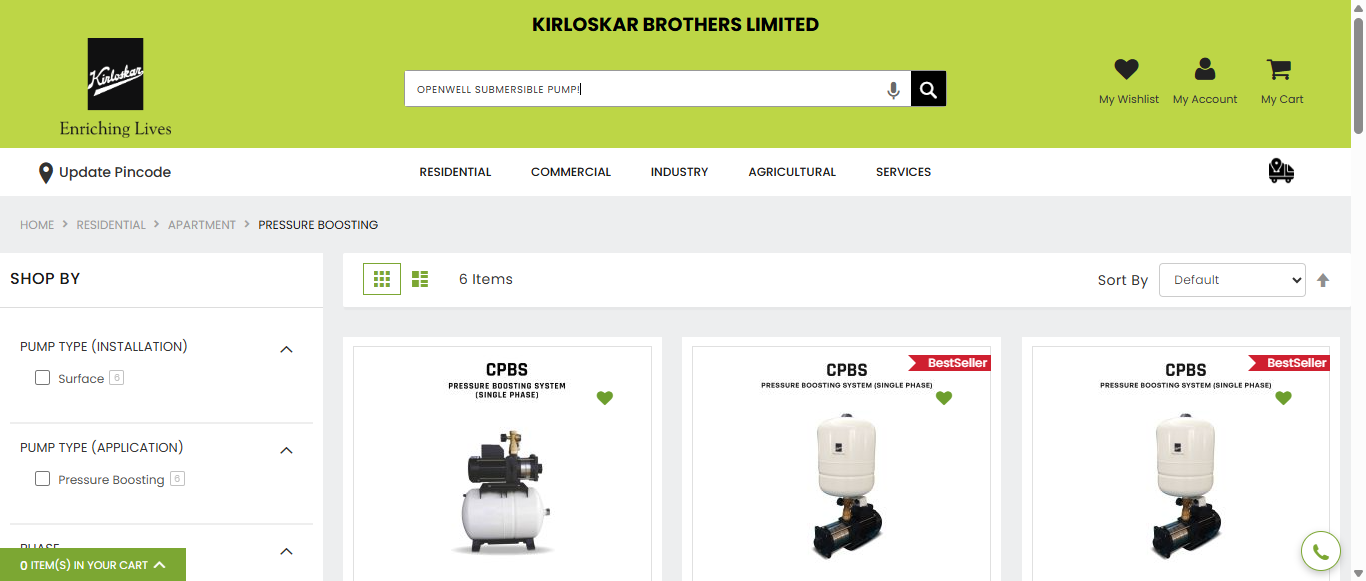 KIRLOSKAR BROTHERS LIMITED
Kirloskar
Enriching Lives
OPENWELL SUBMERSIBLE PUMP!
My Wishlist
My Account
My Cart
Update Pincode
RESIDENTIAL
COMMERCIAL
INDUSTRY
AGRICULTURAL
SERVICES
HOME > RESIDENTIAL > APARTMENT > PRESSURE BOOSTING
SHOP BY
6 Items
Sort By
Default
PUMP TYPE (INSTALLATION)
Surface 6
PUMP TYPE (APPLICATION)
Pressure Boosting 6
PHASE
0 ITEM(S) IN YOUR CART
CPBS
PRESSURE BOOSTING SYSTEM
(SINGLE PHASE)
BestSeller
CPBS
PRESSURE BOOSTING SYSTEM (SINGLE PHASE)
BestSeller
CPBS
PRESSURE BOOSTING SYSTEM (SINGLE PHASE)